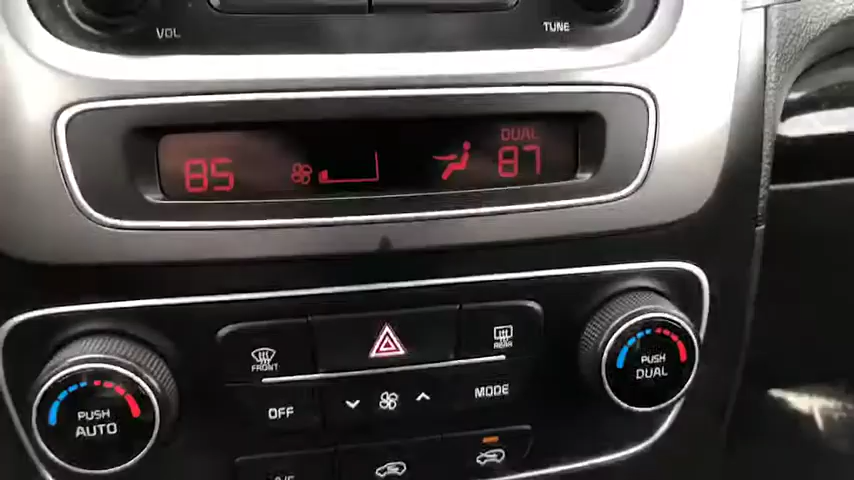 VOL
TUNE
DUAL
85
87
FRONT
REAR
PUSH
DUAL
OFF
MODE
PUSH
AUTO